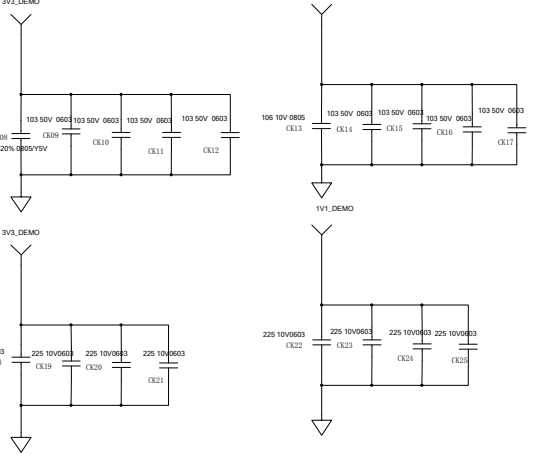 3V3_DEMO
103 50V 0603
103 50V 0603
103 50V 0603
103 50V 0603
08
CK09
CK10
CK11
CK12
20% 0805/Y5V
106 10V 0805
103 50V 0603
103 50V 0603
103 50V 0603
103 50V 0603
CK13
CK14
CK15
CK16
CK17
3V3_DEMO
225 10V0603
225 10V0603
225 10V0603
CK19
CK20
CK21
1V1_DEMO
225 10V0603
225 10V0603
225 10V0603
225 10V0603
CK22
CK23
CK24
CK25